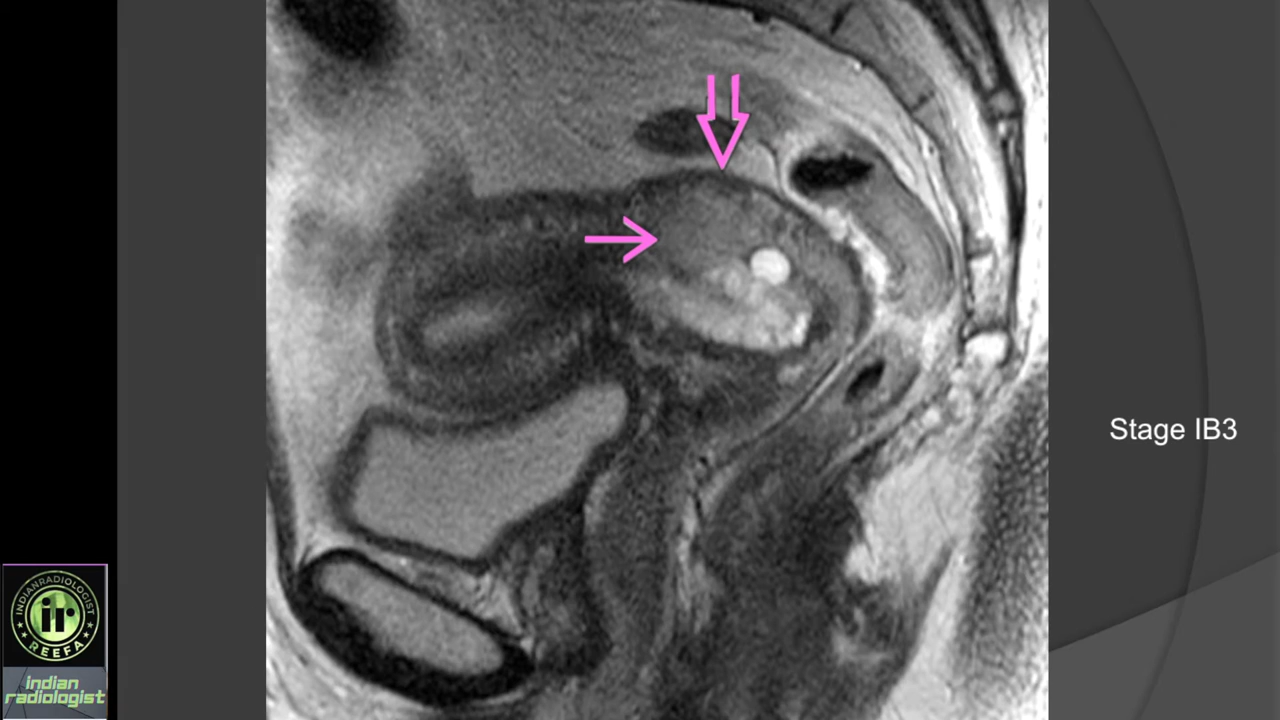 Stage IB3
INDIANRADIOLOGIST
ir
REEFA
indian
radiologist